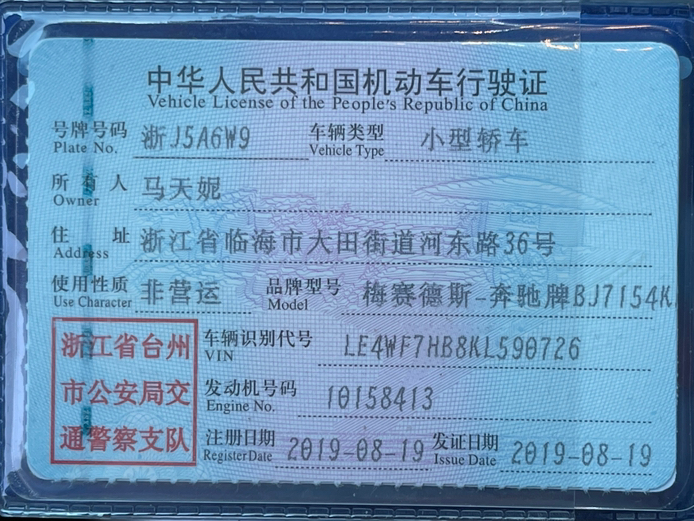 中华人民共和国机动车行驶证
Vehicle License of the People's Republic of China
号牌号码 浙J5A6W9 车辆类型 小型轿车
Plate No. Vehicle Type
所有人 马天妮
Owner
住址 浙江省临海市大田街道河东路36号
Address
使用性质 非营运 品牌型号 梅赛德斯-奔驰牌BJ7154K
Use Character Model
浙江省台州 车辆识别代号 LE4WF7HB8KL590726
VIN
市公安局交 发动机号码 10158413
Engine No.
通警察支队 注册日期 2019-08-19 发证日期 2019-08-19
Register Date Issue Date